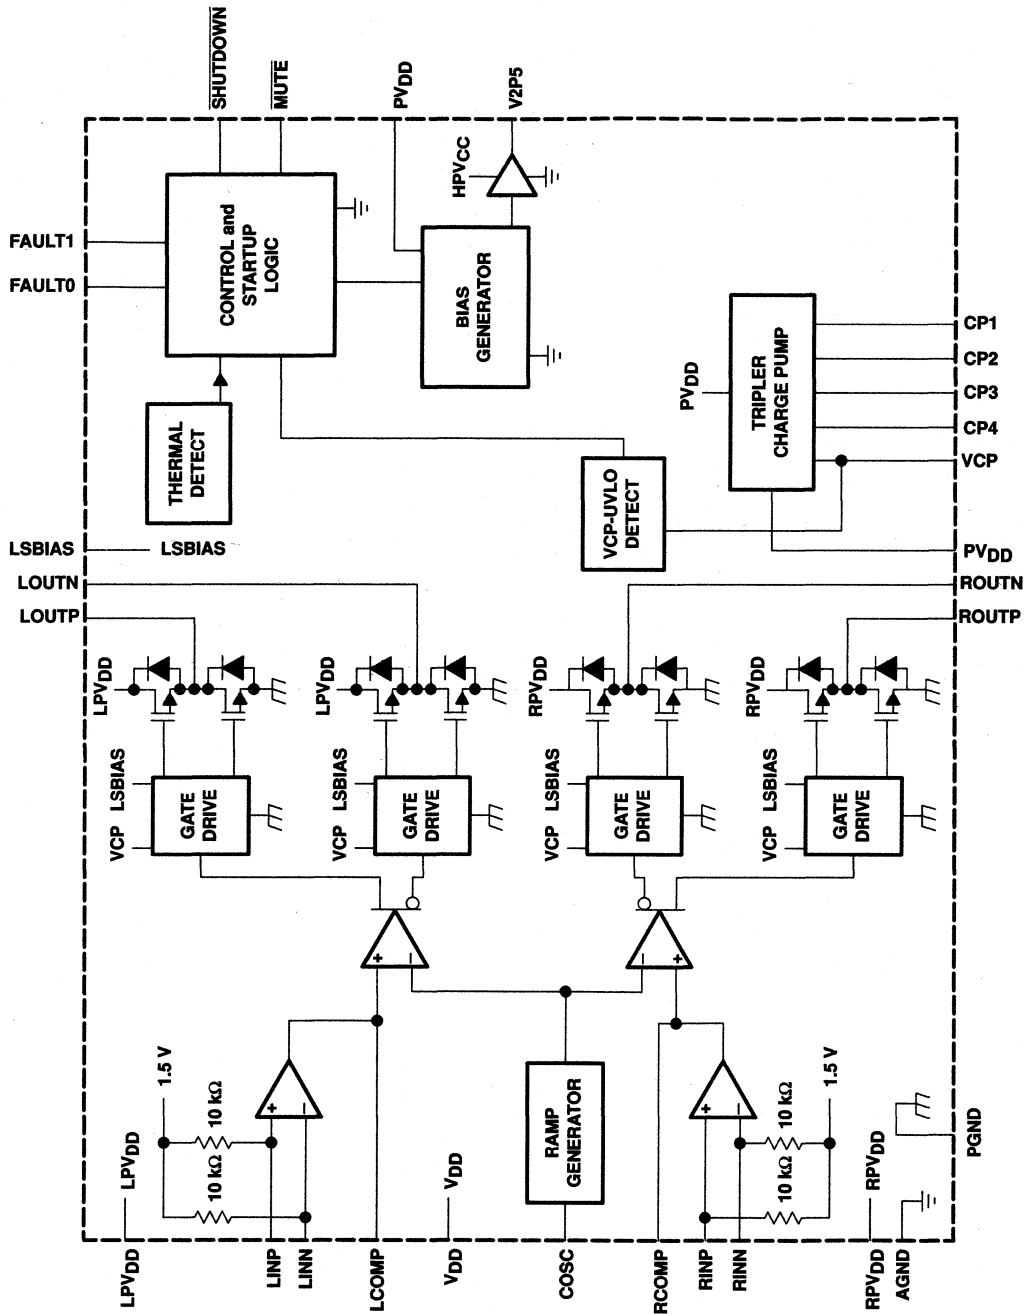 SHUTDOWN
MUTE
PVDD
V2P5
FAULT1
FAULT0
CONTROL and
STARTUP
LOGIC
HPVCC
BIAS
GENERATOR
THERMAL
DETECT
PVDD
TRIPLER
CHARGE PUMP
CP1
CP2
CP3
CP4
VCP
PVDD
VCP-UVLO
DETECT
LSBIAS
LSBIAS
LOUTN
LOUTP
ROUTN
ROUTP
LPVDD
LPVDD
RPVDD
RPVDD
LSBIAS
VCP
GATE
DRIVE
LSBIAS
VCP
GATE
DRIVE
LSBIAS
VCP
GATE
DRIVE
LSBIAS
VCP
GATE
DRIVE
+
–
–
+
1.5 V
10 kΩ
10 kΩ
+
–
RAMP
GENERATOR
+
–
10 kΩ
10 kΩ
1.5 V
LPVDD
VDD
RPVDD
PGND
LPVDD
LINP
LINN
LCOMP
VDD
COSC
RCOMP
RINP
RINN
RPVDD
AGND